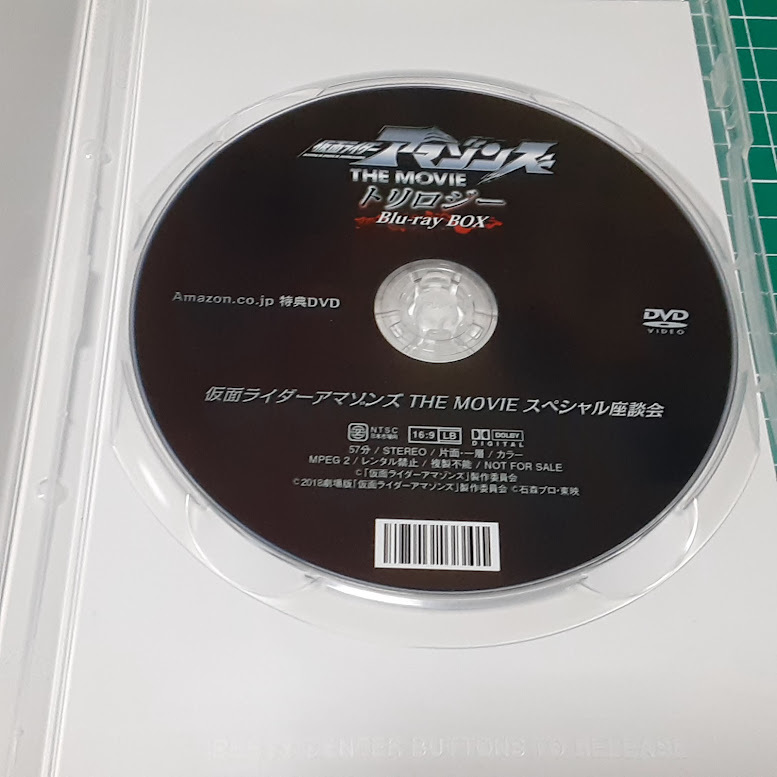 仮面ライダー アマゾンズ
THE MOVIE
トリロジー
Blu-ray BOX
Amazon.co.jp 特典DVD
DVD
VIDEO
仮面ライダーアマゾンズ THE MOVIE スペシャル座談会
NTSC
日本市場向
16:9 LB
DOLBY
DIGITAL
57分 / STEREO / 片面・一層 / カラー
MPEG 2 / レンタル禁止 / 複製不能 / NOT FOR SALE
©「仮面ライダーアマゾンズ」製作委員会
©2018劇場版「仮面ライダーアマゾンズ」製作委員会 ©石森プロ・東映
CENTER BUTTONS TO RELEASE